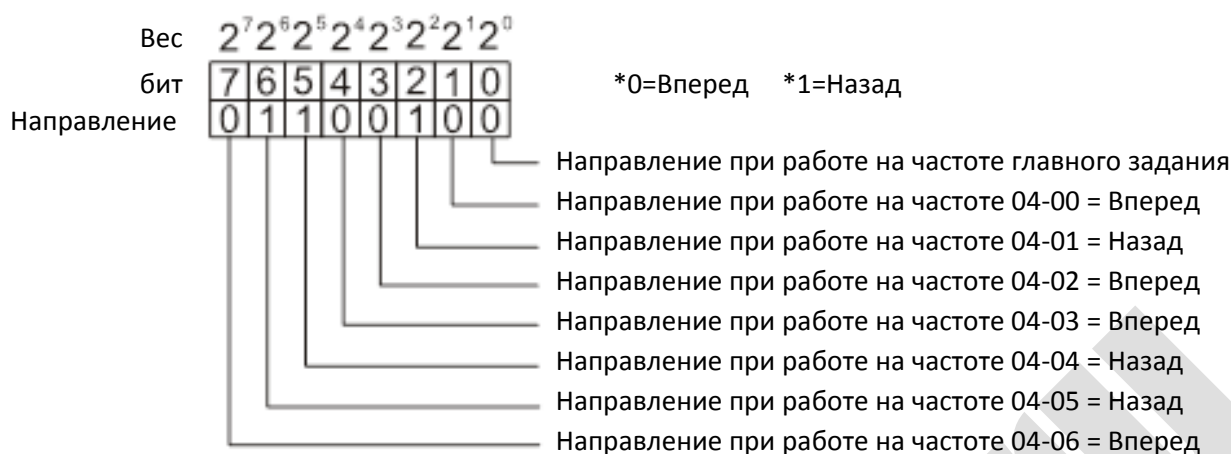 Вес 2⁷2⁶2⁵2⁴2³2²2¹2⁰
бит 7 6 5 4 3 2 1 0 *0=Вперед *1=Назад
Направление 0 1 1 0 0 1 0 0
Направление при работе на частоте главного задания
Направление при работе на частоте 04-00 = Вперед
Направление при работе на частоте 04-01 = Назад
Направление при работе на частоте 04-02 = Вперед
Направление при работе на частоте 04-03 = Вперед
Направление при работе на частоте 04-04 = Назад
Направление при работе на частоте 04-05 = Назад
Направление при работе на частоте 04-06 = Вперед